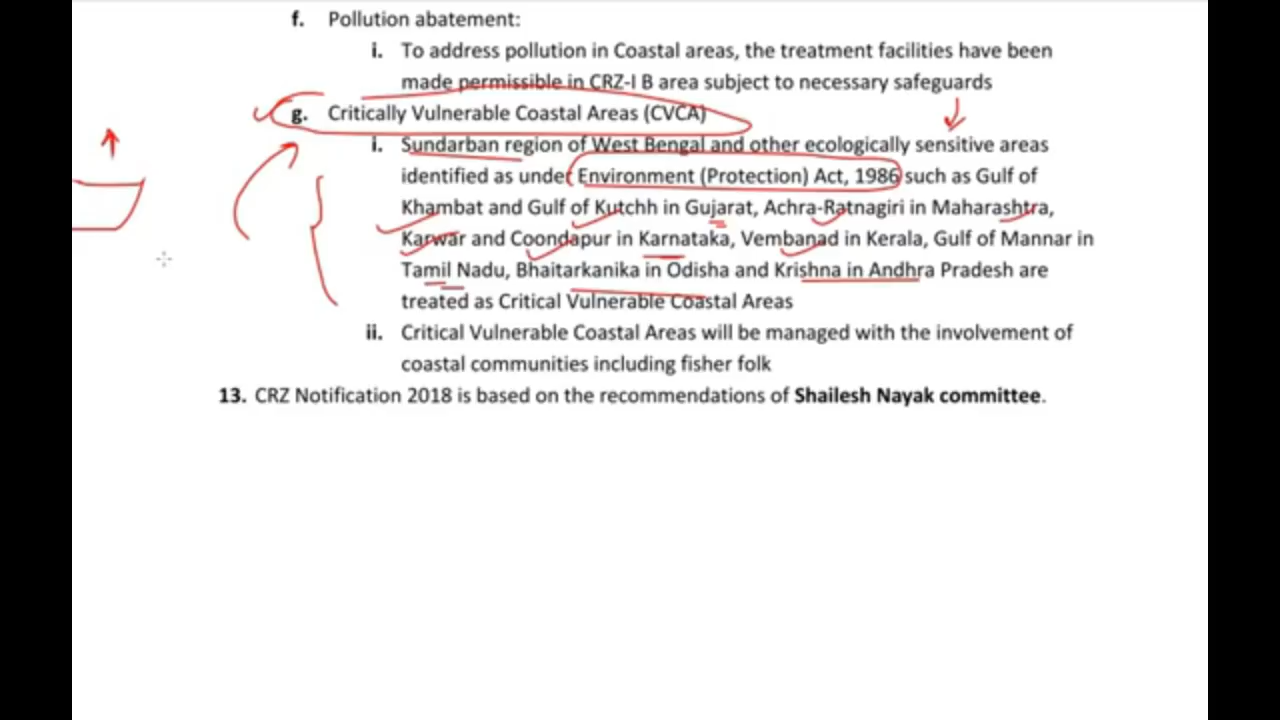 f. Pollution abatement:
i. To address pollution in Coastal areas, the treatment facilities have been
made permissible in CRZ-I B area subject to necessary safeguards
g. Critically Vulnerable Coastal Areas (CVCA)
i. Sundarban region of West Bengal and other ecologically sensitive areas
identified as under Environment (Protection) Act, 1986 such as Gulf of
Khambat and Gulf of Kutchh in Gujarat, Achra-Ratnagiri in Maharashtra,
Karwar and Coondapur in Karnataka, Vembanad in Kerala, Gulf of Mannar in
Tamil Nadu, Bhaitarkanika in Odisha and Krishna in Andhra Pradesh are
treated as Critical Vulnerable Coastal Areas
ii. Critical Vulnerable Coastal Areas will be managed with the involvement of
coastal communities including fisher folk
13. CRZ Notification 2018 is based on the recommendations of Shailesh Nayak committee.